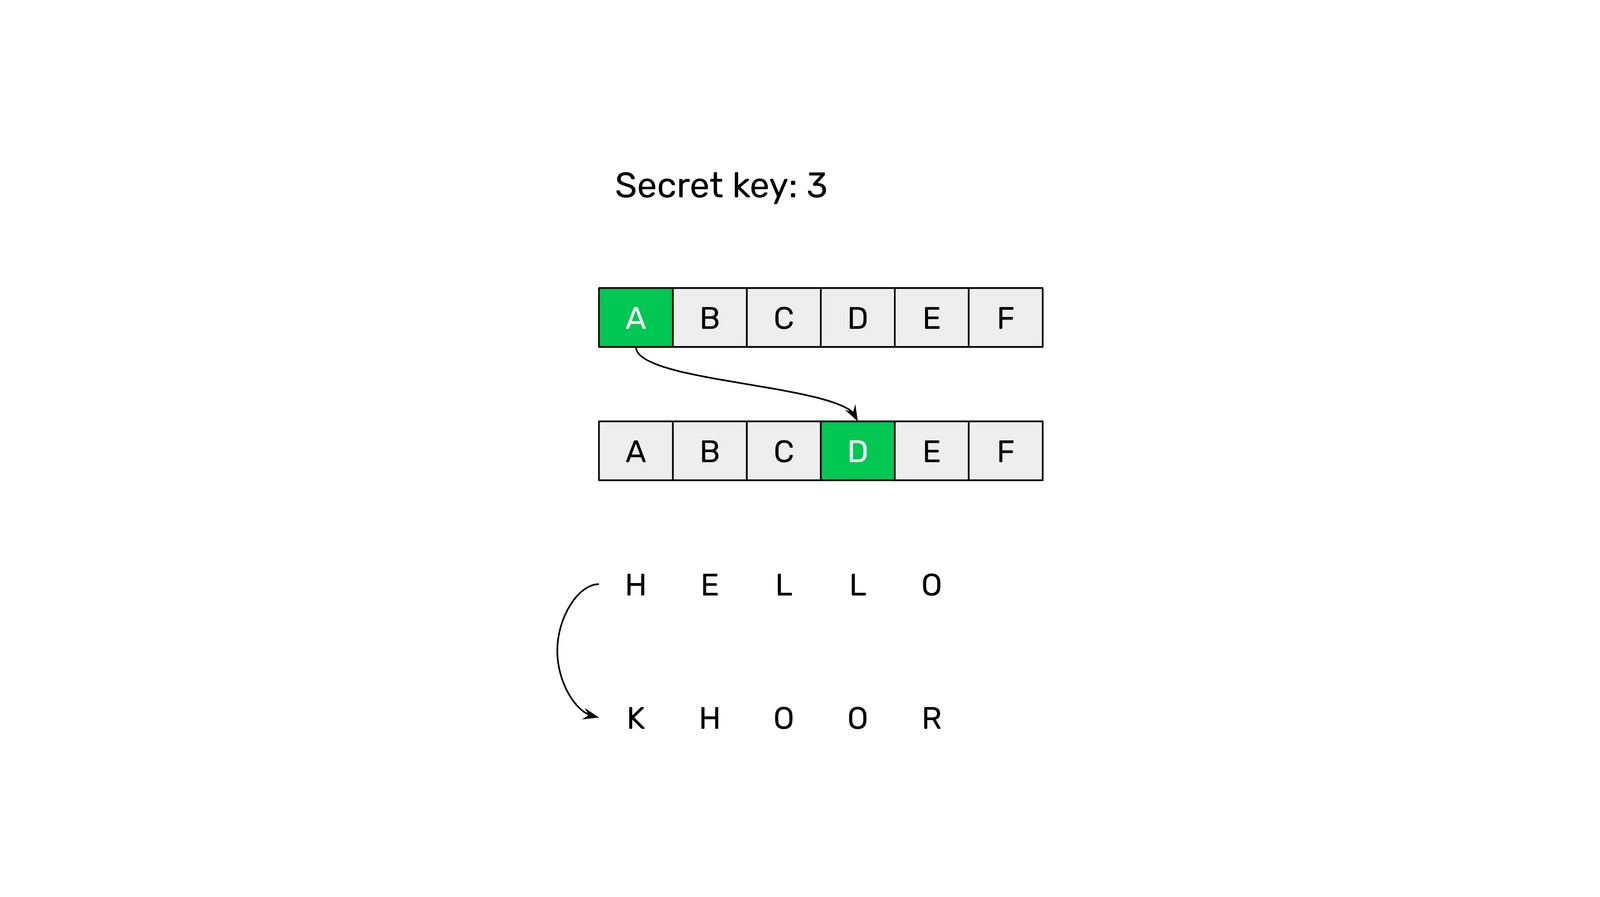 Secret key: 3
A B C D E F
A B C D E F
H E L L O
K H O O R